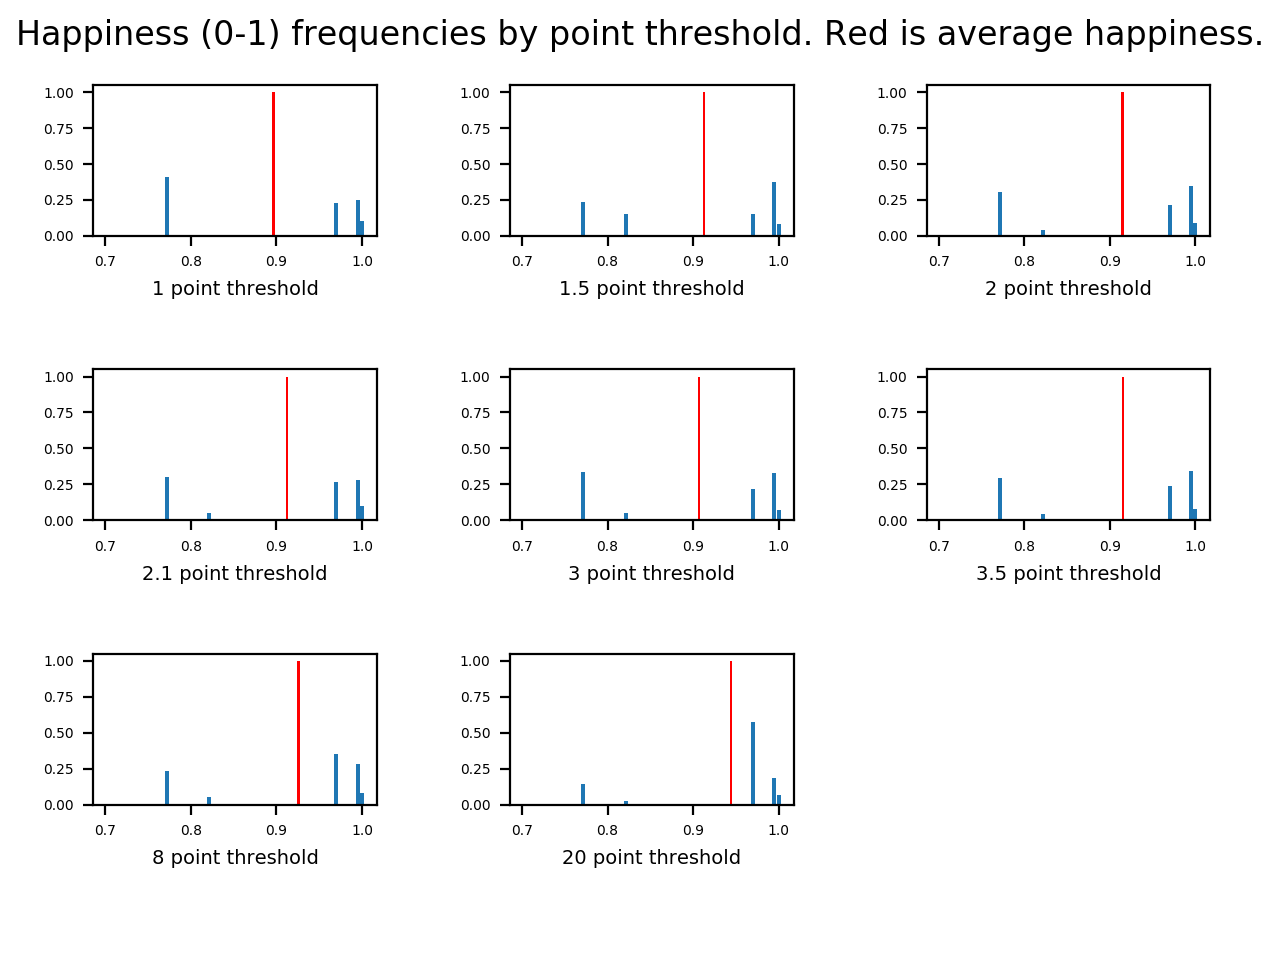 Happiness (0-1) frequencies by point threshold. Red is average happiness.
1.00 1.00 1.00
0.75 0.75 0.75
0.50 0.50 0.50
0.25 0.25 0.25
0.00 0.00 0.00
0.7 0.8 0.9 1.0 0.7 0.8 0.9 1.0 0.7 0.8 0.9 1.0
1 point threshold 1.5 point threshold 2 point threshold
1.00 1.00 1.00
0.75 0.75 0.75
0.50 0.50 0.50
0.25 0.25 0.25
0.00 0.00 0.00
0.7 0.8 0.9 1.0 0.7 0.8 0.9 1.0 0.7 0.8 0.9 1.0
2.1 point threshold 3 point threshold 3.5 point threshold
1.00 1.00
0.75 0.75
0.50 0.50
0.25 0.25
0.00 0.00
0.7 0.8 0.9 1.0 0.7 0.8 0.9 1.0
8 point threshold 20 point threshold